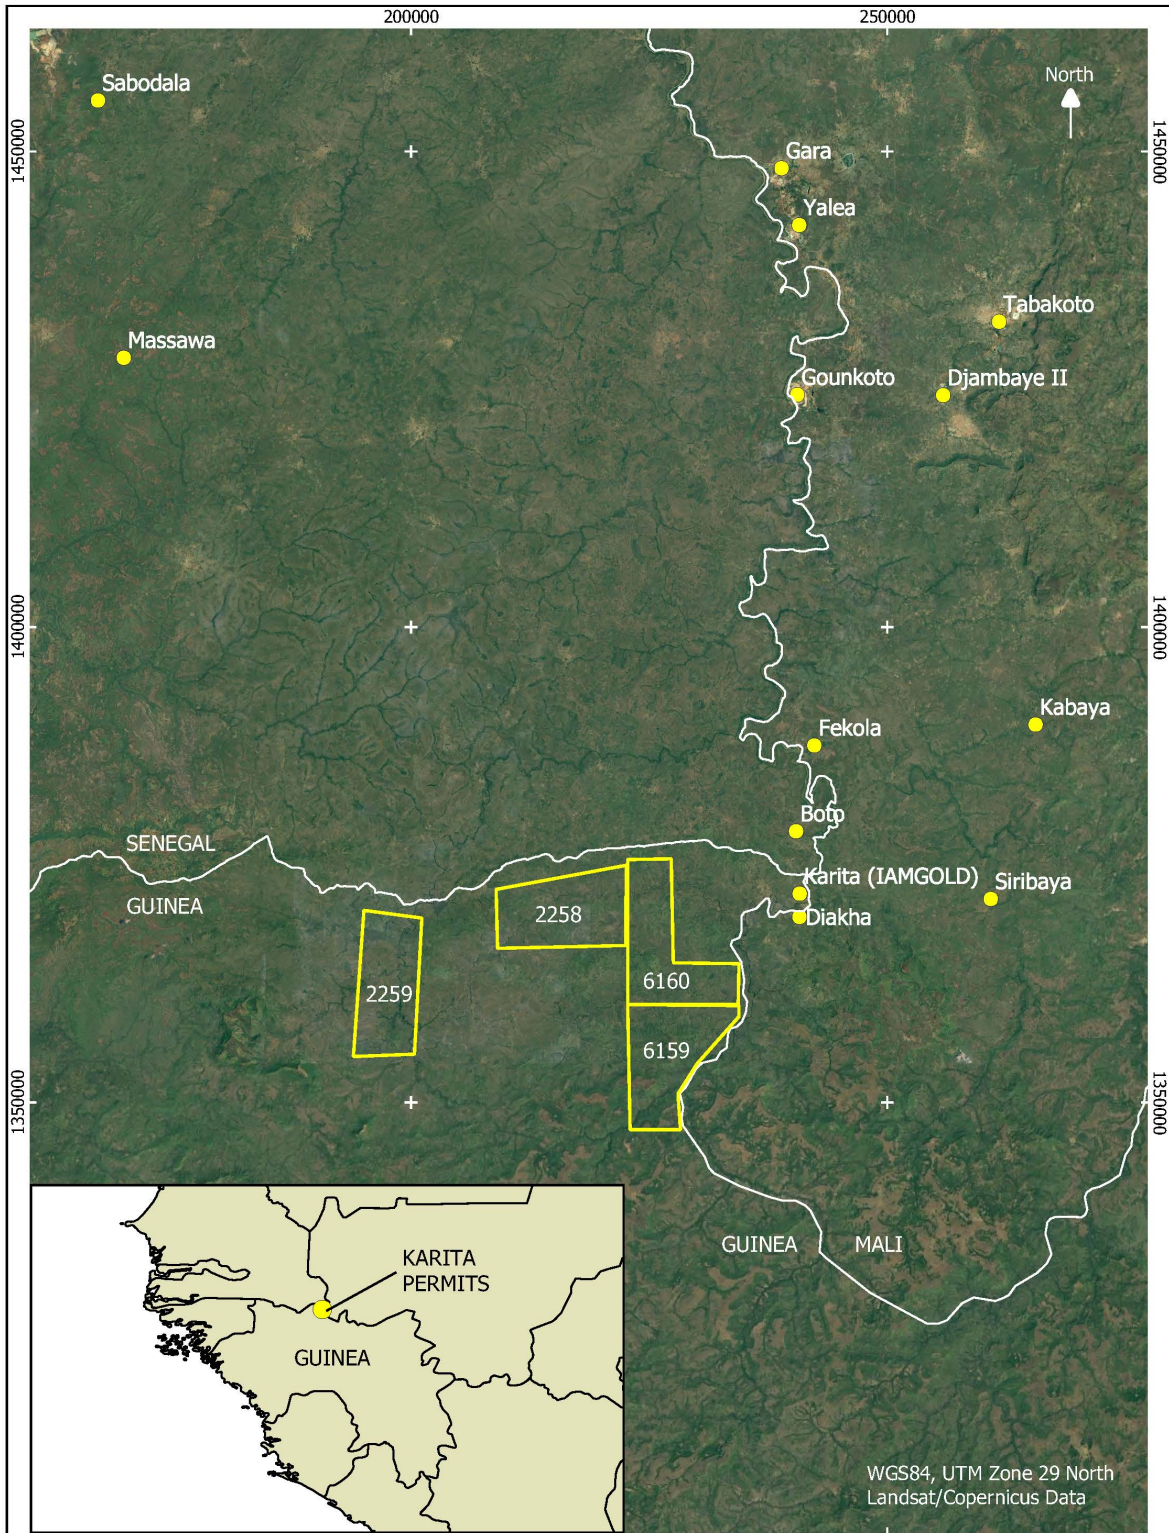 200000
250000
North
Sabodala
1450000
1450000
Gara
Yalea
Tabakoto
Massawa
Gounkoto
Djambaye II
1400000
1400000
Kabaya
Fekola
Boto
SENEGAL
Karita (IAMGOLD)
Siribaya
GUINEA
2258
Diakha
2259
6160
6159
1350000
1350000
GUINEA
MALI
KARITA
PERMITS
GUINEA
WGS84, UTM Zone 29 North
Landsat/Copernicus Data